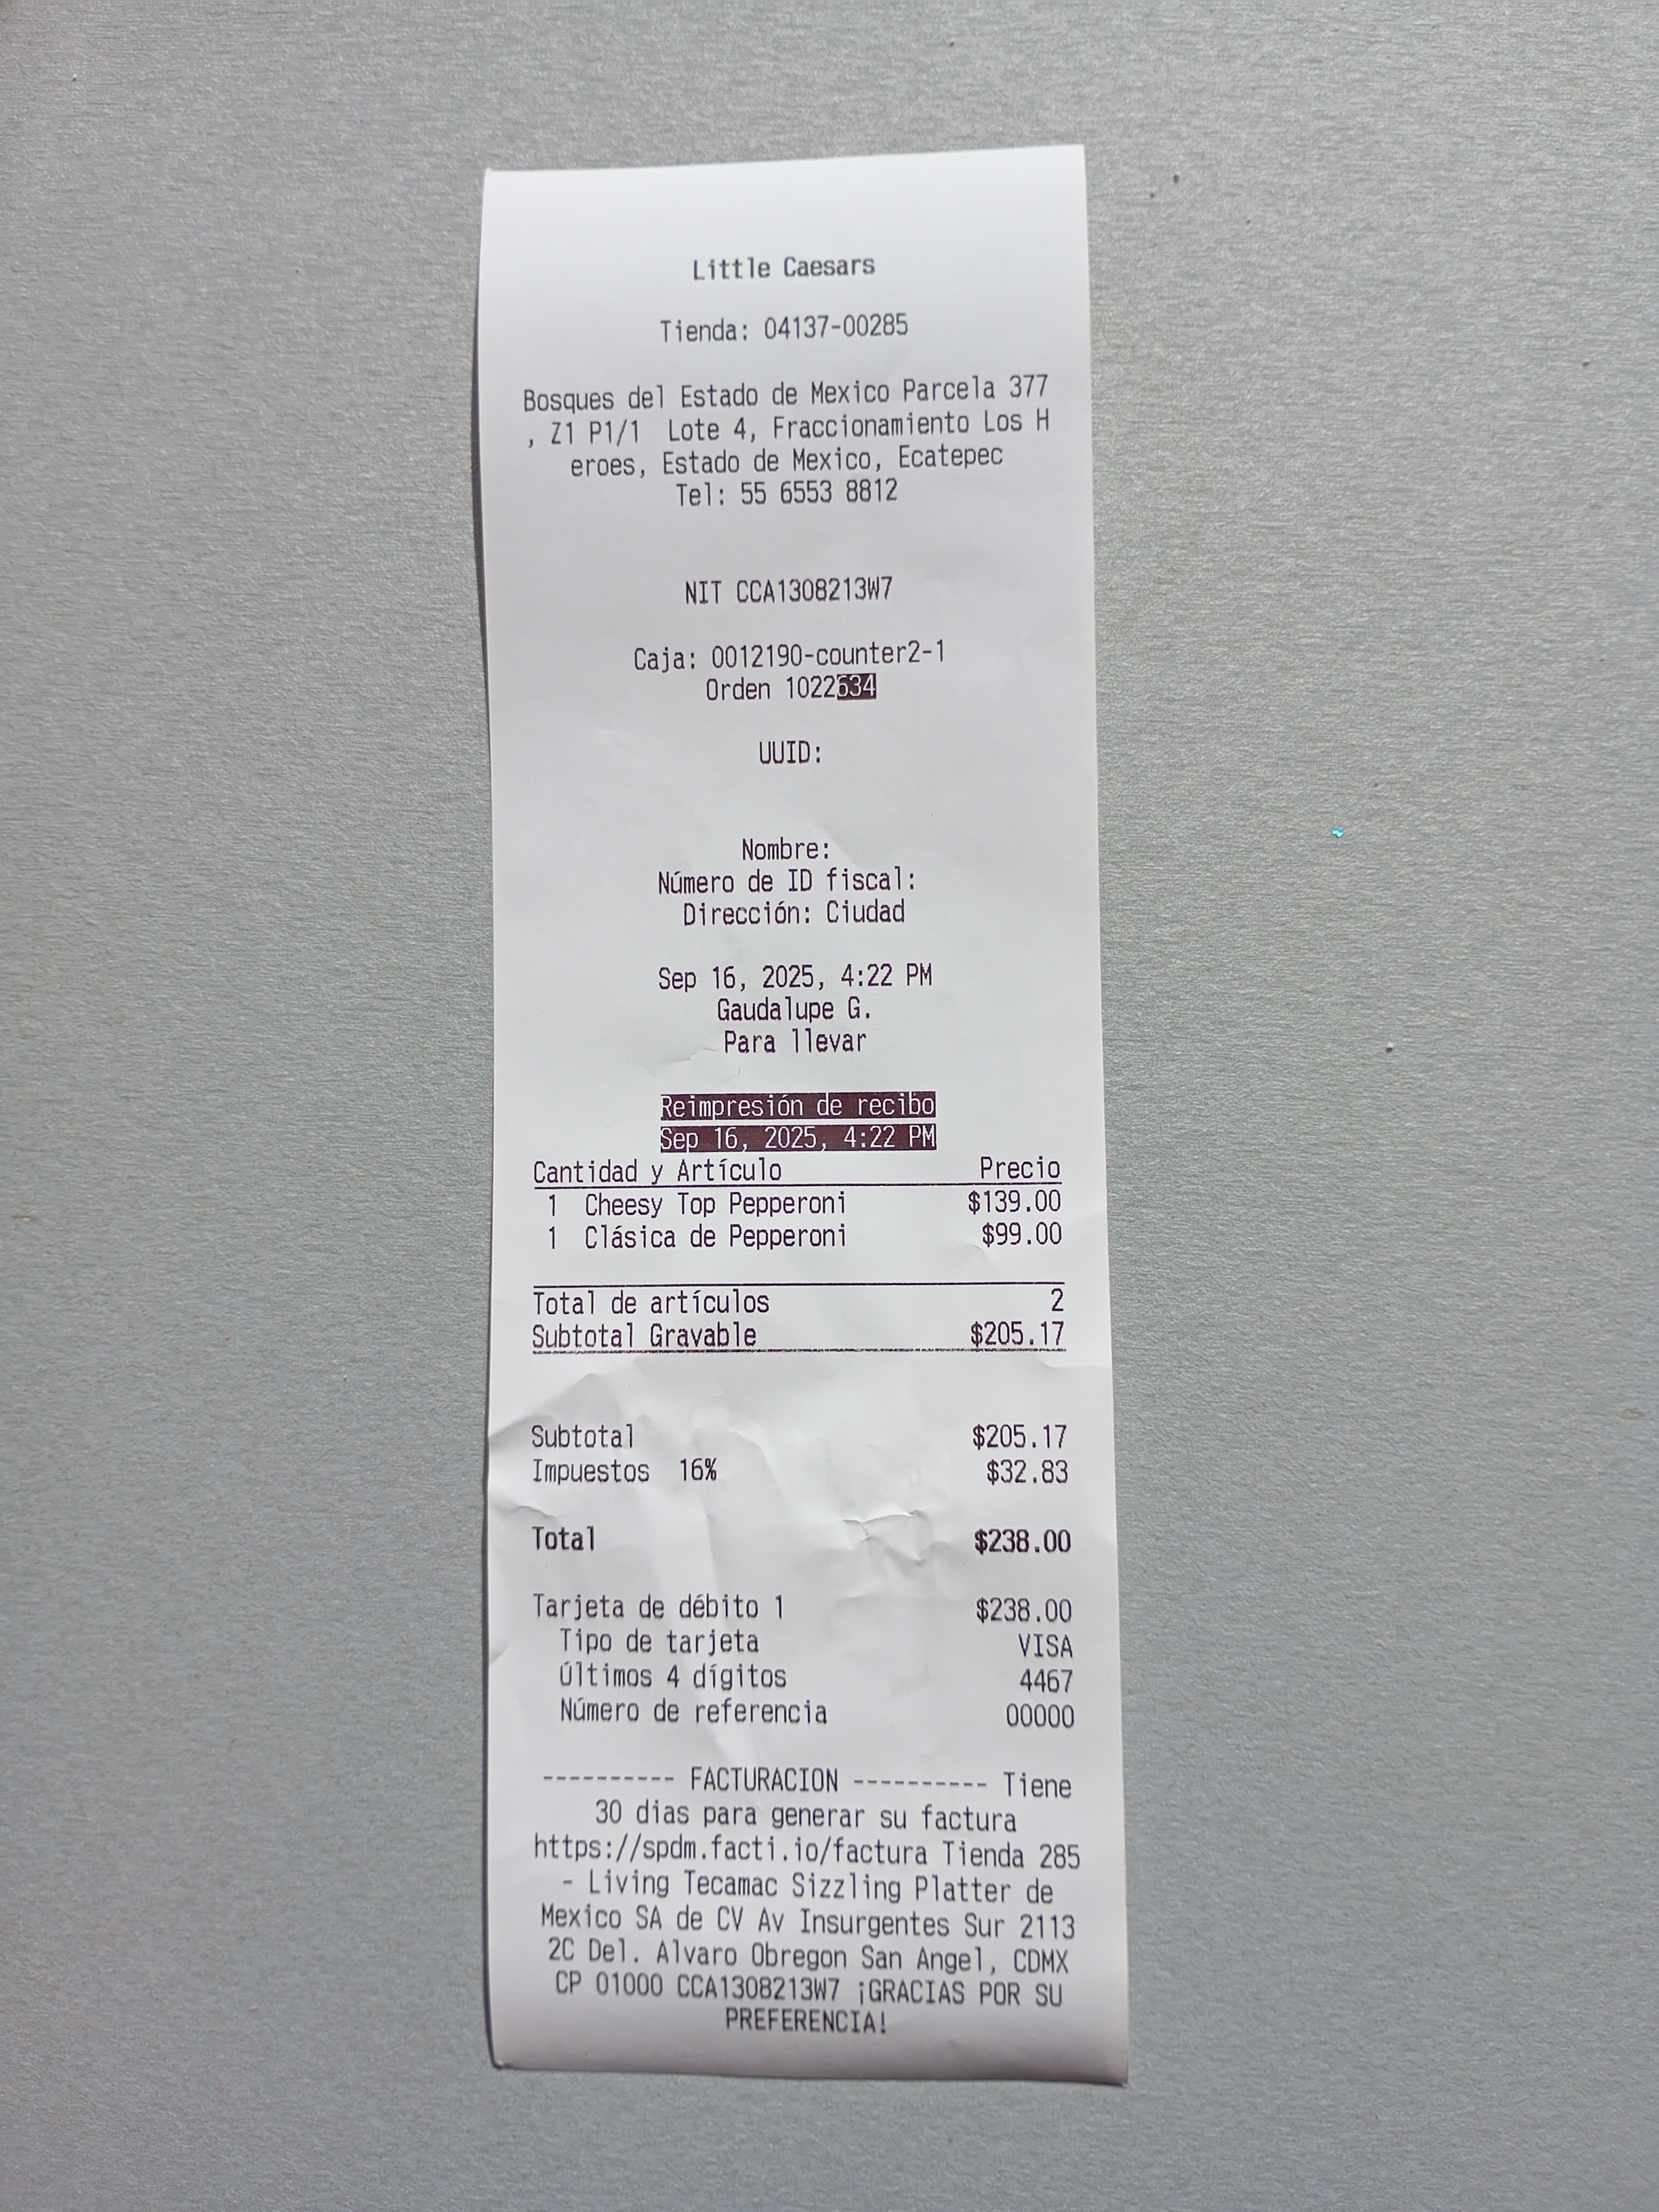 Little Caesars
Tienda: 04137-00285
Bosques del Estado de Mexico Parcela 377
, Z1 P1/1  Lote 4, Fraccionamiento Los H
eroes, Estado de Mexico, Ecatepec
Tel: 55 6553 8812
NIT CCA1308213W7
Caja: 0012190-counter2-1
Orden 1022634
UUID:
Nombre:
Número de ID fiscal:
Dirección: Ciudad
Sep 16, 2025, 4:22 PM
Gaudalupe G.
Para llevar
Reimpresión de recibo
Sep 16, 2025, 4:22 PM
Cantidad y Artículo Precio
1 Cheesy Top Pepperoni $139.00
1 Clásica de Pepperoni $99.00
Total de artículos 2
Subtotal Gravable $205.17
Subtotal $205.17
Impuestos 16% $32.83
Total $238.00
Tarjeta de débito 1 $238.00
Tipo de tarjeta VISA
Últimos 4 dígitos 4467
Número de referencia 00000
---------- FACTURACION ---------- Tiene
30 dias para generar su factura
https://spdm.facti.io/factura Tienda 285
- Living Tecamac Sizzling Platter de
Mexico SA de CV Av Insurgentes Sur 2113
2C Del. Alvaro Obregon San Angel, CDMX
CP 01000 CCA1308213W7 ¡GRACIAS POR SU
PREFERENCIA!